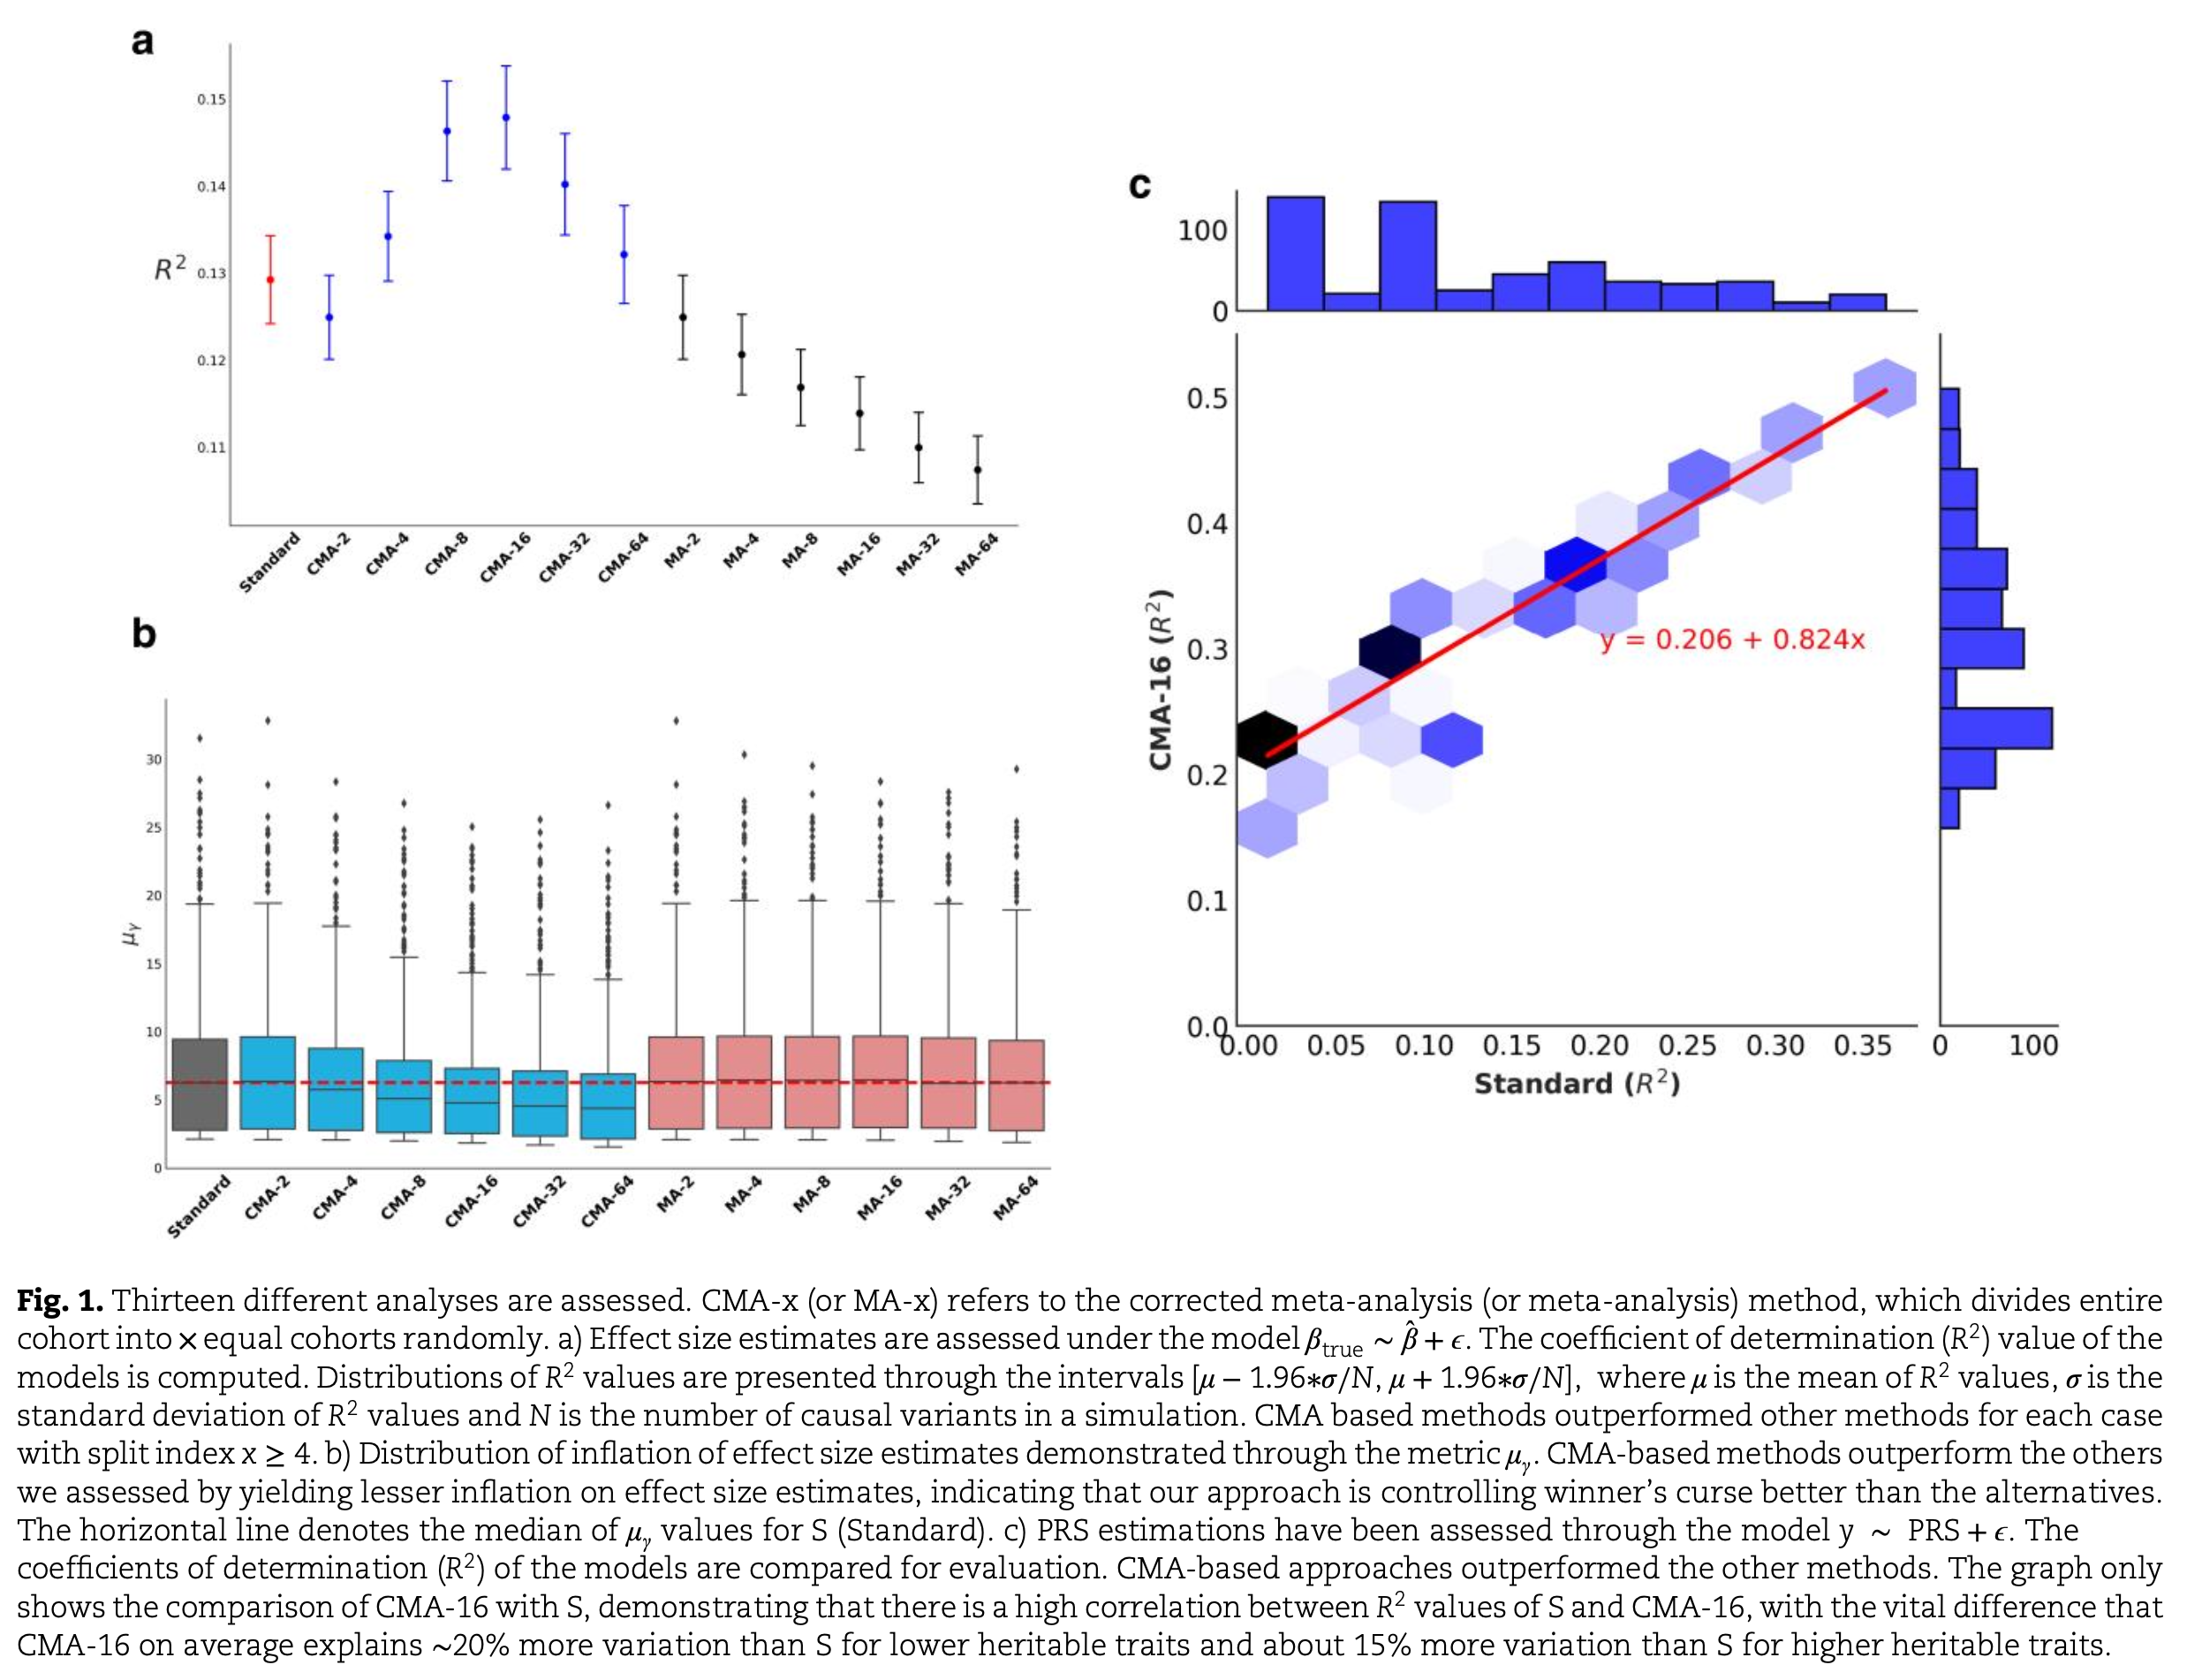 a
0.15
0.14
R² 0.13
0.12
0.11
Standard CMA-2 CMA-4 CMA-8 CMA-16 CMA-32 CMA-64 MA-2 MA-4 MA-8 MA-16 MA-32 MA-64
b
30
25
20
μγ
15
10
5
0
Standard CMA-2 CMA-4 CMA-8 CMA-16 CMA-32 CMA-64 MA-2 MA-4 MA-8 MA-16 MA-32 MA-64
c
100
0
0.5
0.4
CMA-16 (R²)
0.3
y = 0.206 + 0.824x
0.2
0.1
0.0
0.00 0.05 0.10 0.15 0.20 0.25 0.30 0.35 0 100
Standard (R²)
Fig. 1. Thirteen different analyses are assessed. CMA-x (or MA-x) refers to the corrected meta-analysis (or meta-analysis) method, which divides entire
cohort into × equal cohorts randomly. a) Effect size estimates are assessed under the model βtrue ~ β̂ + ϵ. The coefficient of determination (R²) value of the
models is computed. Distributions of R² values are presented through the intervals [μ − 1.96∗σ/N, μ + 1.96∗σ/N], where μ is the mean of R² values, σ is the
standard deviation of R² values and N is the number of causal variants in a simulation. CMA based methods outperformed other methods for each case
with split index x ≥ 4. b) Distribution of inflation of effect size estimates demonstrated through the metric μγ. CMA-based methods outperform the others
we assessed by yielding lesser inflation on effect size estimates, indicating that our approach is controlling winner's curse better than the alternatives.
The horizontal line denotes the median of μγ values for S (Standard). c) PRS estimations have been assessed through the model y ~ PRS + ϵ. The
coefficients of determination (R²) of the models are compared for evaluation. CMA-based approaches outperformed the other methods. The graph only
shows the comparison of CMA-16 with S, demonstrating that there is a high correlation between R² values of S and CMA-16, with the vital difference that
CMA-16 on average explains ~20% more variation than S for lower heritable traits and about 15% more variation than S for higher heritable traits.